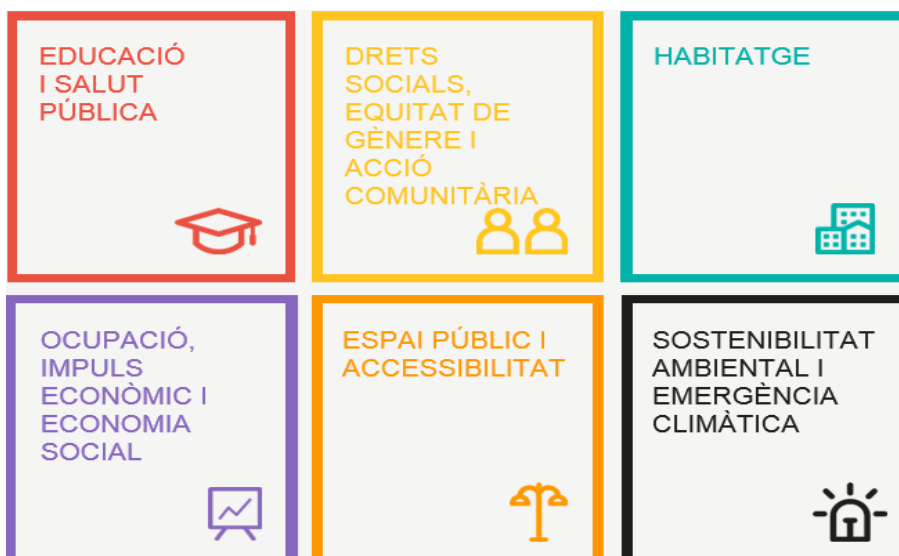 EDUCACIÓ
I SALUT
PÚBLICA
DRETS
SOCIALS,
EQUITAT DE
GÈNERE I
ACCIÓ
COMUNITÀRIA
HABITATGE
OCUPACIÓ,
IMPULS
ECONÒMIC I
ECONOMIA
SOCIAL
ESPAI PÚBLIC I
ACCESSIBILITAT
SOSTENIBILITAT
AMBIENTAL I
EMERGÈNCIA
CLIMÀTICA